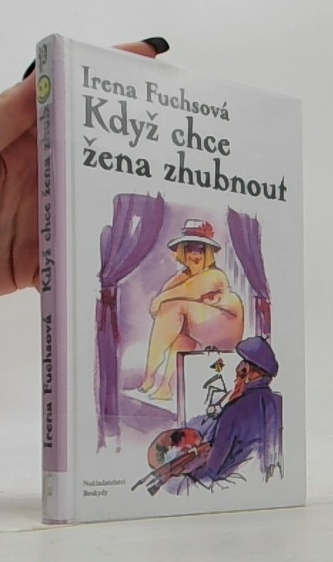 Irena Fuchsová
Když chce
žena zhubnout
Nakladatelství
Beskydy
Irena Fuchsová Když chce žena zhub